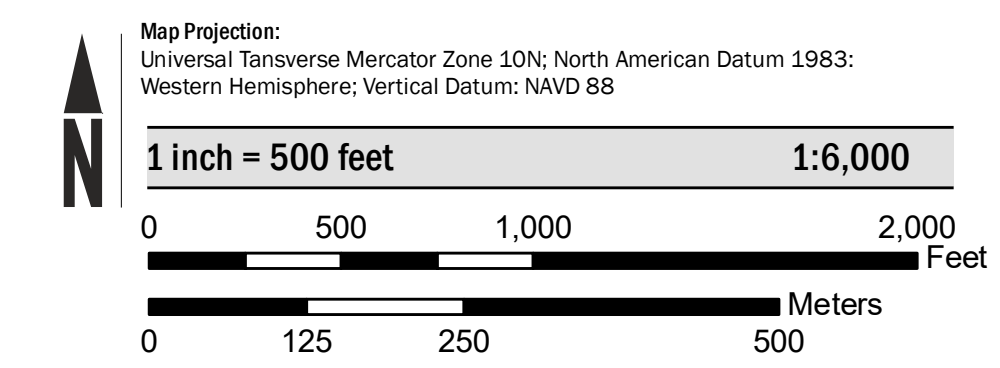 Map Projection:
Universal Tansverse Mercator Zone 10N; North American Datum 1983:
Western Hemisphere; Vertical Datum: NAVD 88
N
1 inch = 500 feet 1:6,000
0 500 1,000 2,000
Feet
Meters
0 125 250 500